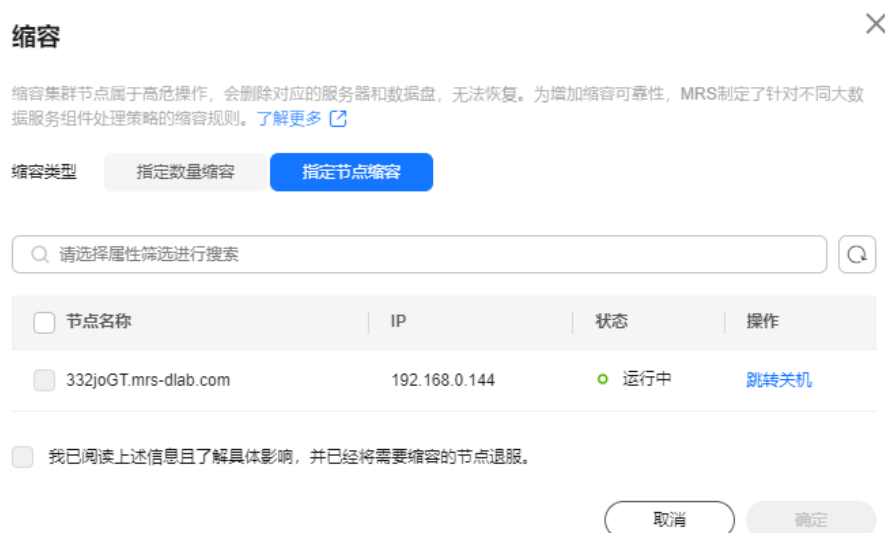 缩容
缩容集群节点属于高危操作，会删除对应的服务器和数据盘，无法恢复。为增加缩容可靠性，MRS制定了针对不同大数
据服务组件处理策略的缩容规则。了解更多
缩容类型 指定数量缩容 指定节点缩容
请选择属性筛选进行搜索
节点名称 IP 状态 操作
332joGT.mrs-dlab.com 192.168.0.144 运行中 跳转关机
我已阅读上述信息且了解具体影响，并已经将需要缩容的节点退服。
取消 确定